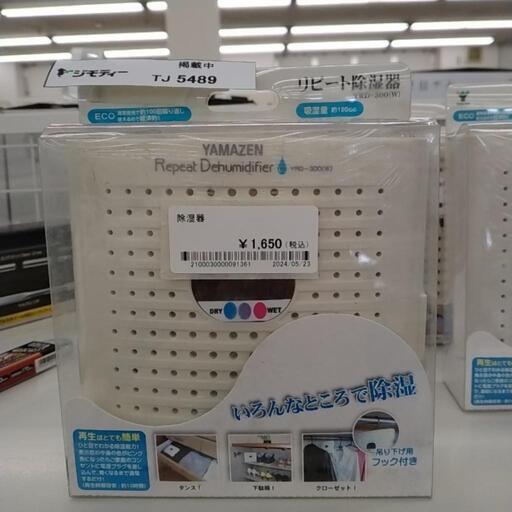 掲載中
ジモティー
TJ 5489
リピート除湿器
YRD-300(W)
ECO
吸湿量 約120cc
YAMAZEN
Repeat Dehumidifier YRD-300(W)
除湿器
¥1,650(税込)
2100030000091361 2024/05/23
DRY WET
いろんなところで除湿
再生はとても簡単
吊り下げ用
フック付き
タンス!
下駄箱!
クローゼット!
ECO